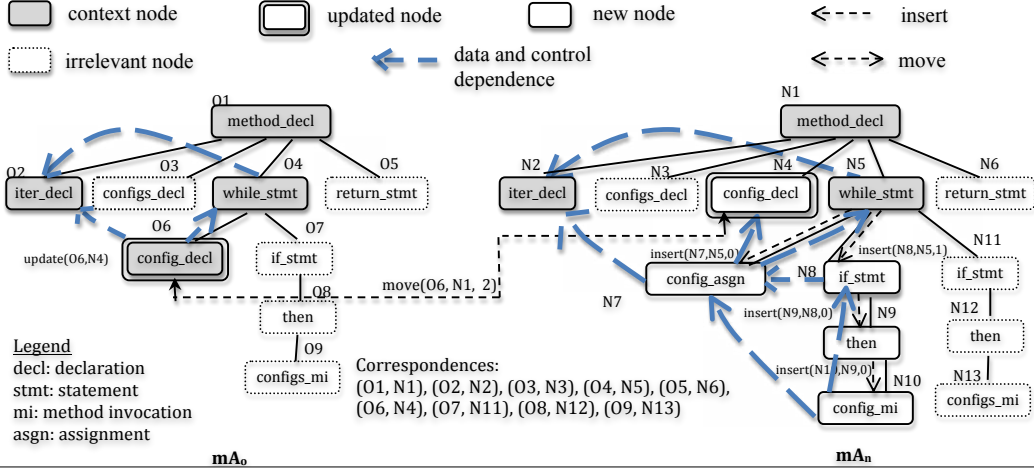 context node
updated node
new node
insert
irrelevant node
data and control
dependence
move
O1
method_decl
O2
O3
O4
O5
iter_decl
configs_decl
while_stmt
return_stmt
O6
O7
update(O6,N4)
config_decl
if_stmt
O8
then
O9
configs_mi
move(O6, N1, 2)
N1
method_decl
N2
N3
N4
N5
N6
iter_decl
configs_decl
config_decl
while_stmt
return_stmt
insert(N7,N5,0)
insert(N8,N5,1)
N11
config_asgn
N8
if_stmt
if_stmt
N7
insert(N9,N8,0)
N9
N12
then
then
insert(N10,N9,0)
N10
N13
config_mi
configs_mi
Legend
decl: declaration
stmt: statement
mi: method invocation
asgn: assignment
Correspondences:
(O1, N1), (O2, N2), (O3, N3), (O4, N5), (O5, N6),
(O6, N4), (O7, N11), (O8, N12), (O9, N13)
mAo
mAn